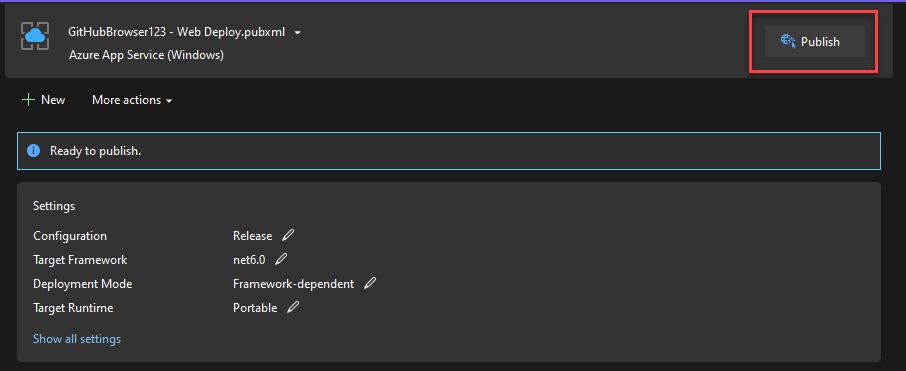 GitHubBrowser123 - Web Deploy.pubxml
Azure App Service (Windows)
Publish
New
More actions
Ready to publish.
Settings
Configuration Release
Target Framework net6.0
Deployment Mode Framework-dependent
Target Runtime Portable
Show all settings